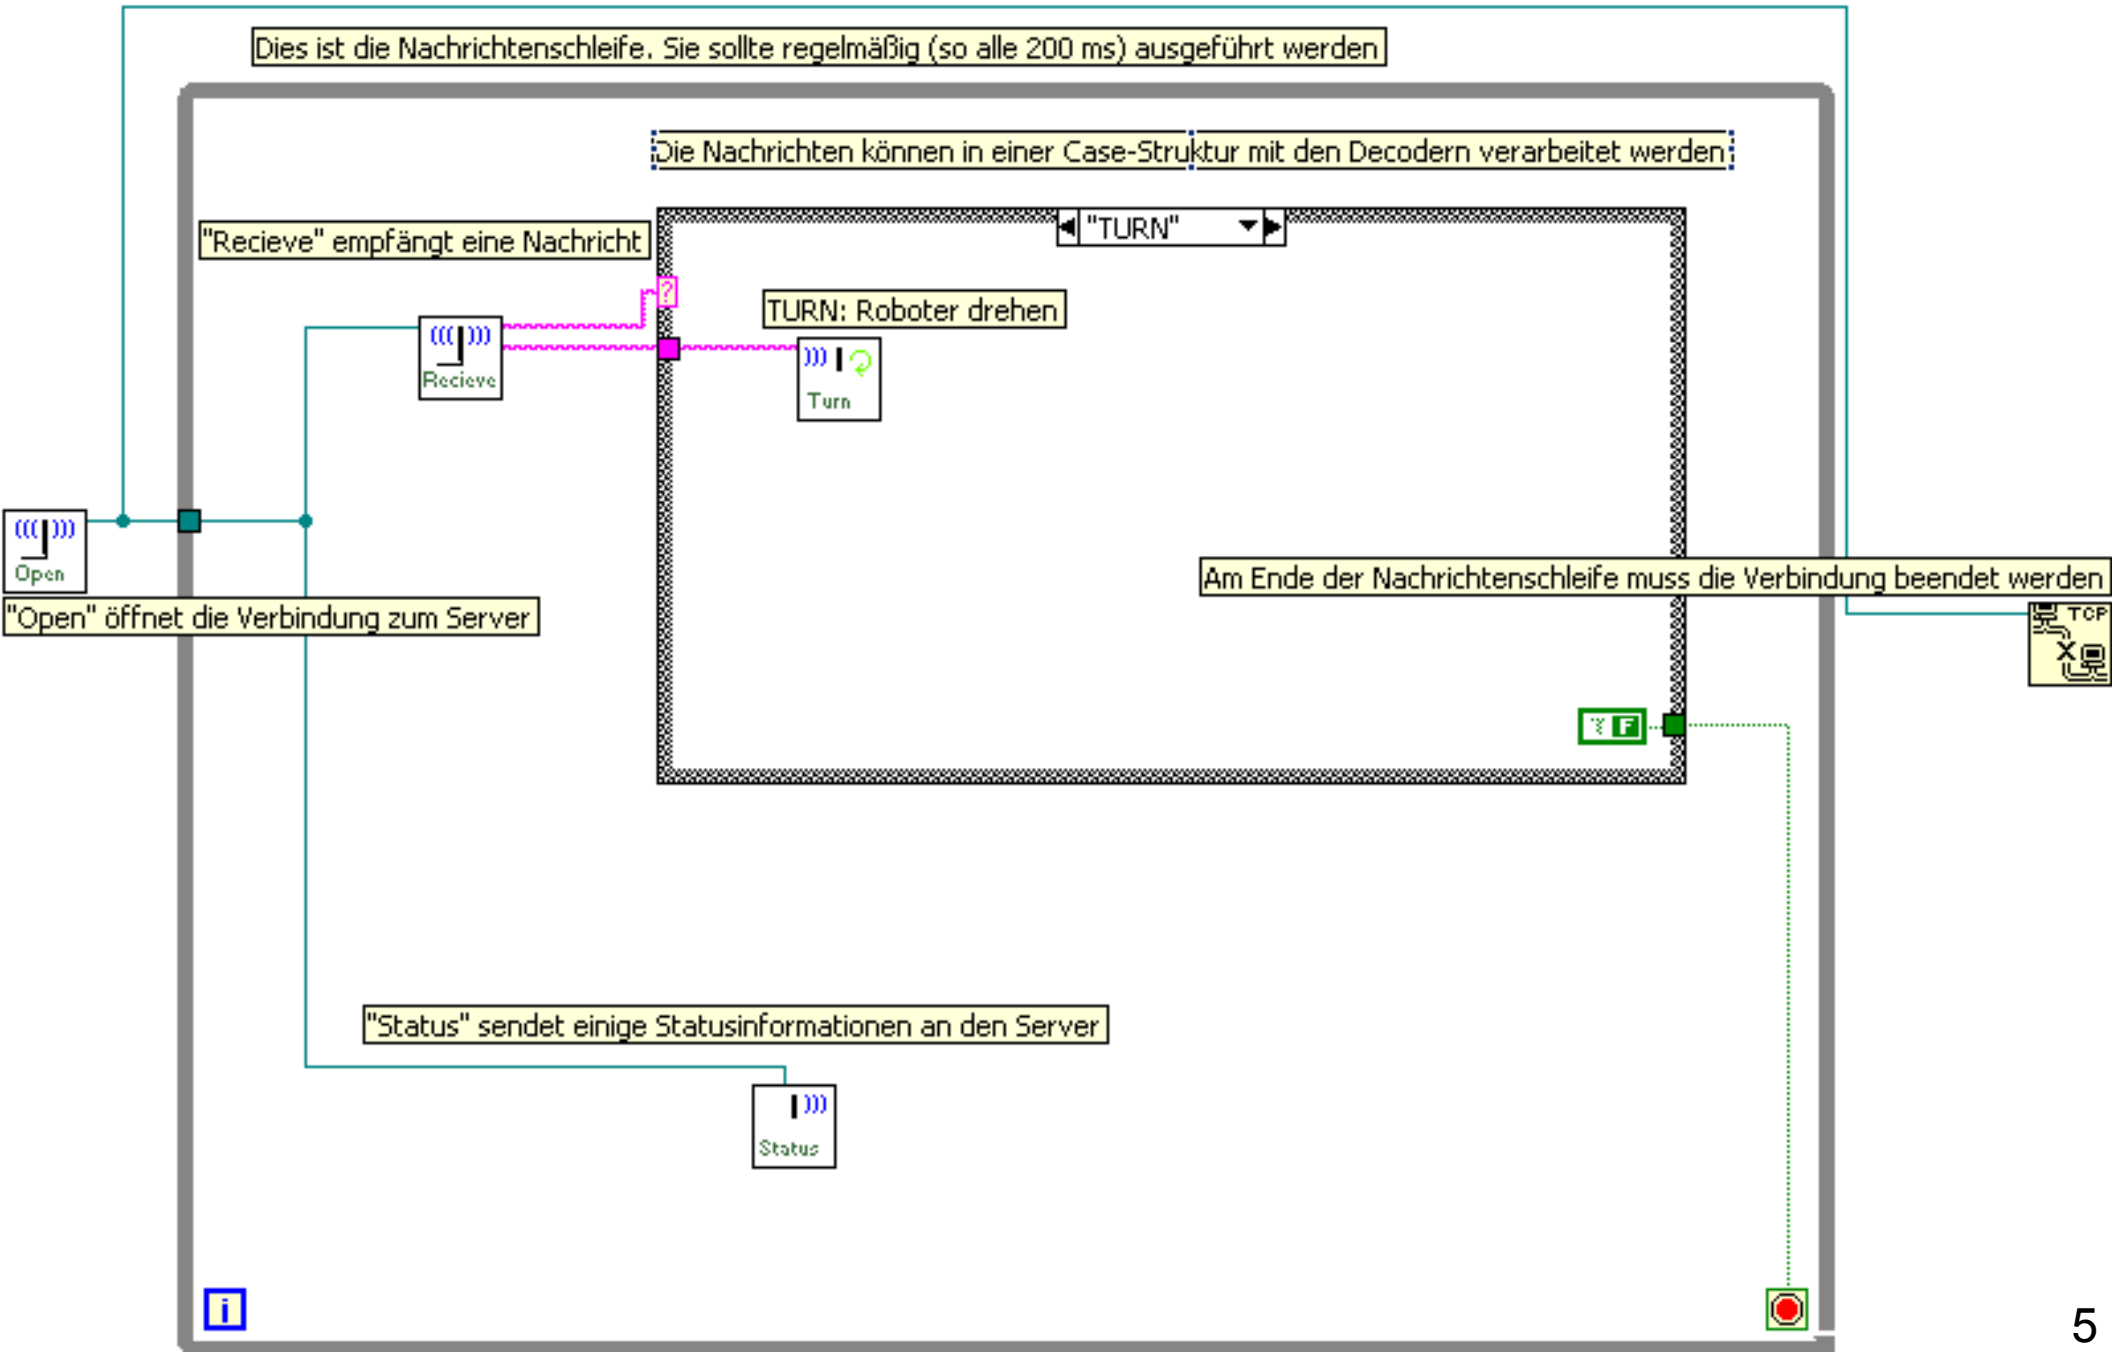 Dies ist die Nachrichtenschleife. Sie sollte regelmäßig (so alle 200 ms) ausgeführt werden
Die Nachrichten können in einer Case-Struktur mit den Decodern verarbeitet werden
"Recieve" empfängt eine Nachricht
"TURN"
?
TURN: Roboter drehen
Recieve
Turn
Open
"Open" öffnet die Verbindung zum Server
Am Ende der Nachrichtenschleife muss die Verbindung beendet werden
TCP
F
"Status" sendet einige Statusinformationen an den Server
Status
i
5